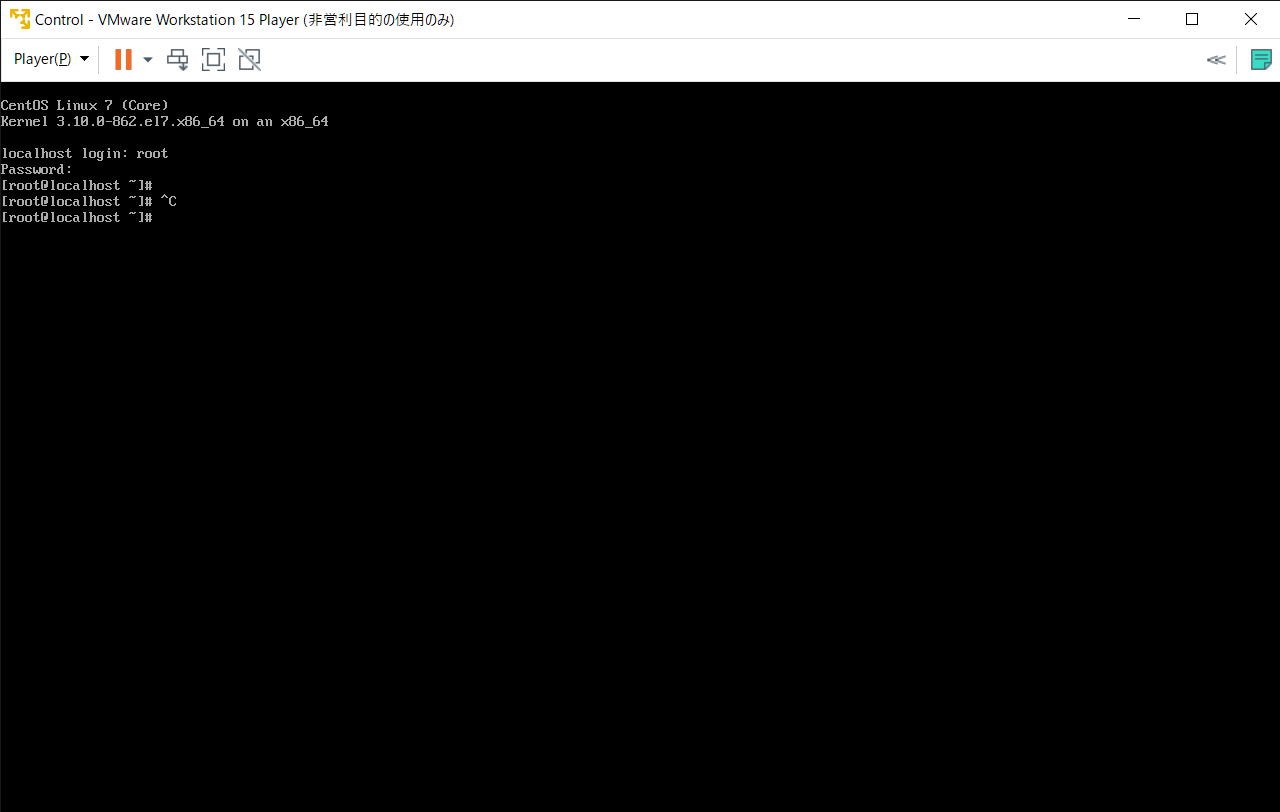 Control - VMware Workstation 15 Player (非営利目的の使用のみ)
Player(P)
CentOS Linux 7 (Core)
Kernel 3.10.0-862.el7.x86_64 on an x86_64
localhost login: root
Password:
[root@localhost ~]#
[root@localhost ~]# ^C
[root@localhost ~]#